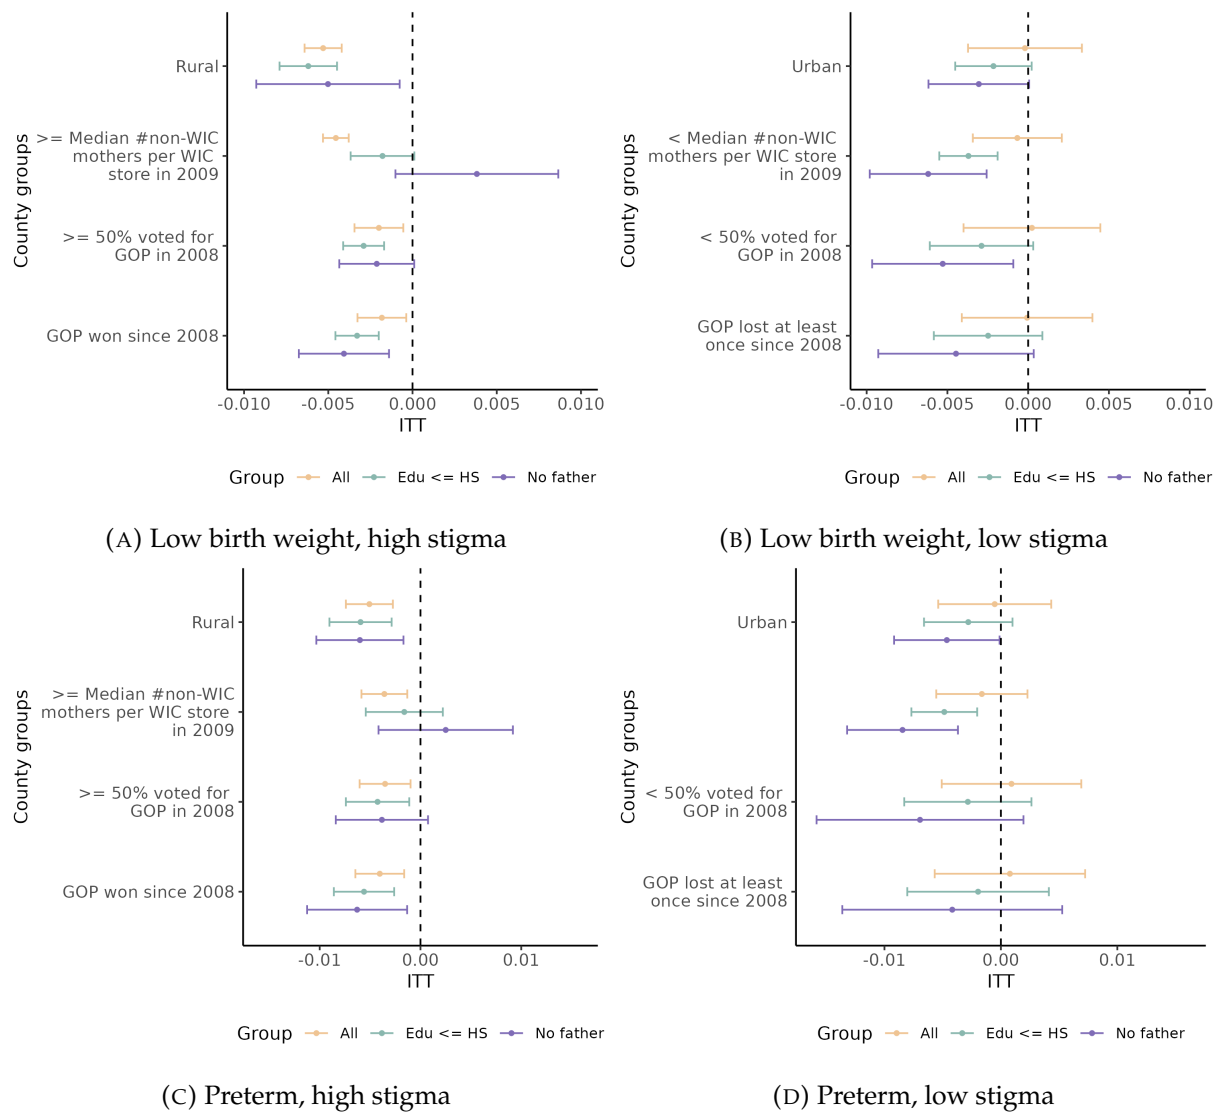 County groups
Rural
>= Median #non-WIC
mothers per WIC
store in 2009
>= 50% voted for
GOP in 2008
GOP won since 2008
-0.010 -0.005 0.000 0.005 0.010
ITT
Group All Edu <= HS No father
(A) Low birth weight, high stigma
County groups
Urban
< Median #non-WIC
mothers per WIC store
in 2009
< 50% voted for
GOP in 2008
GOP lost at least
once since 2008
-0.010 -0.005 0.000 0.005 0.010
ITT
Group All Edu <= HS No father
(B) Low birth weight, low stigma
County groups
Rural
>= Median #non-WIC
mothers per WIC store
in 2009
>= 50% voted for
GOP in 2008
GOP won since 2008
-0.01 0.00 0.01
ITT
Group All Edu <= HS No father
(C) Preterm, high stigma
County groups
Urban
< 50% voted for
GOP in 2008
GOP lost at least
once since 2008
-0.01 0.00 0.01
ITT
Group All Edu <= HS No father
(D) Preterm, low stigma